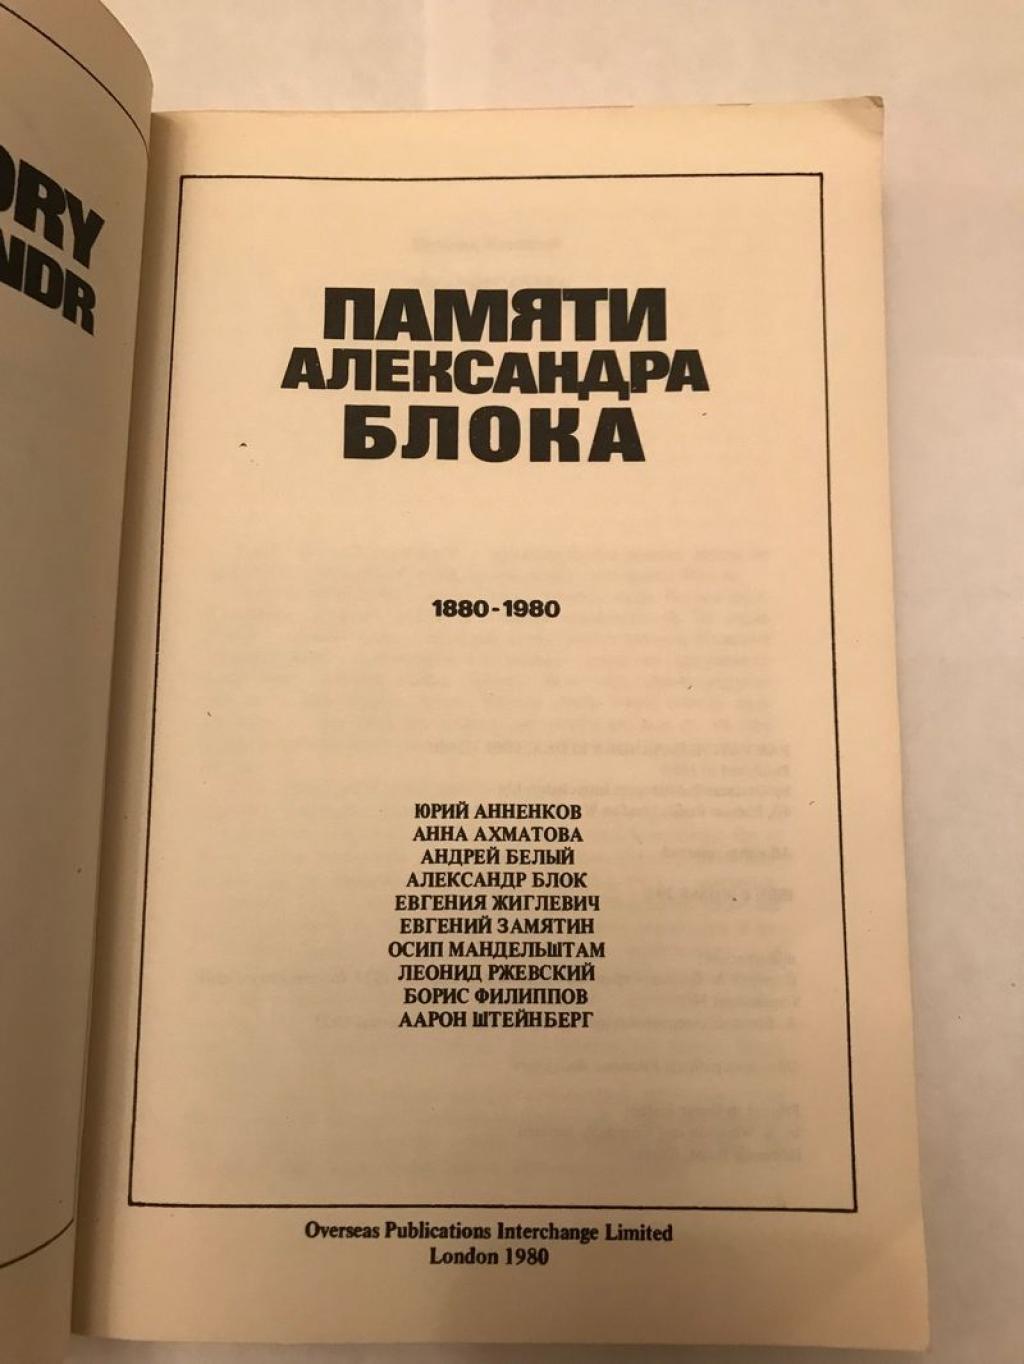 ORY
NDR
ПАМЯТИ
АЛЕКСАНДРА
БЛОКА
1880-1980
ЮРИЙ АННЕНКОВ
АННА АХМАТОВА
АНДРЕЙ БЕЛЫЙ
АЛЕКСАНДР БЛОК
ЕВГЕНИЯ ЖИГЛЕВИЧ
ЕВГЕНИЙ ЗАМЯТИН
ОСИП МАНДЕЛЬШТАМ
ЛЕОНИД РЖЕВСКИЙ
БОРИС ФИЛИППОВ
ААРОН ШТЕЙНБЕРГ
Overseas Publications Interchange Limited
London 1980